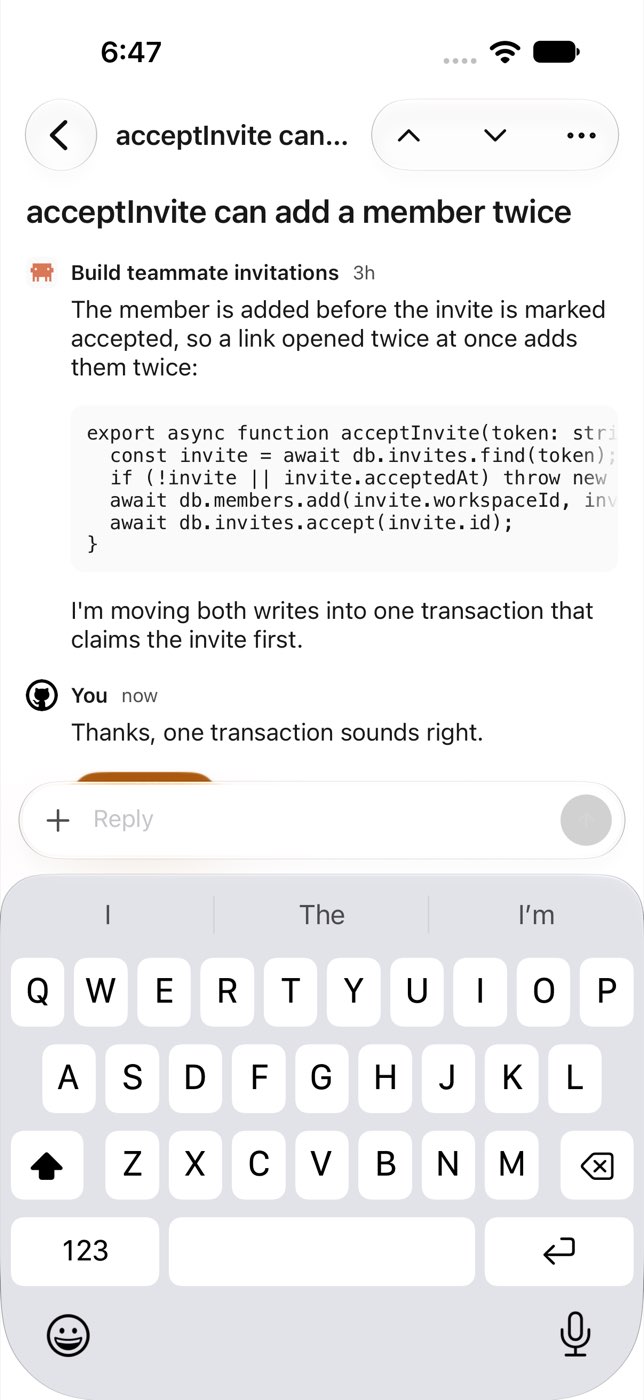 6:47
acceptInvite can...
acceptInvite can add a member twice
Build teammate invitations 3h
The member is added before the invite is marked
accepted, so a link opened twice at once adds
them twice:
export async function acceptInvite(token: stri
const invite = await db.invites.find(token);
if (!invite || invite.acceptedAt) throw new
await db.members.add(invite.workspaceId, inv
await db.invites.accept(invite.id);
}
I'm moving both writes into one transaction that
claims the invite first.
You now
Thanks, one transaction sounds right.
Reply
I The I’m
Q W E R T Y U I O P
A S D F G H J K L
Z X C V B N M
123